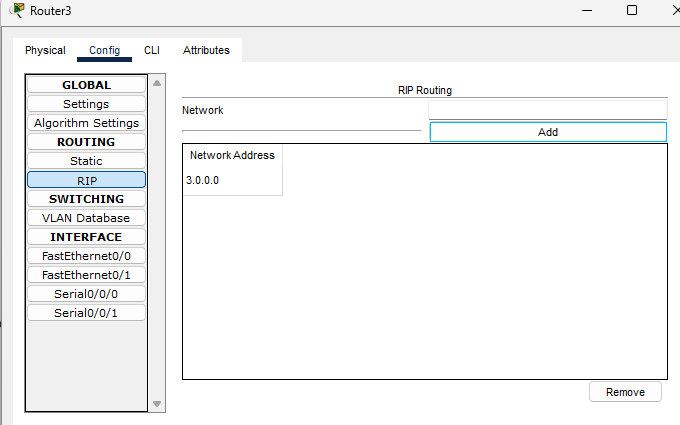 Router3
Physical Config CLI Attributes
GLOBAL
Settings
Algorithm Settings
ROUTING
Static
RIP
SWITCHING
VLAN Database
INTERFACE
FastEthernet0/0
FastEthernet0/1
Serial0/0/0
Serial0/0/1
RIP Routing
Network
Add
Network Address
3.0.0.0
Remove